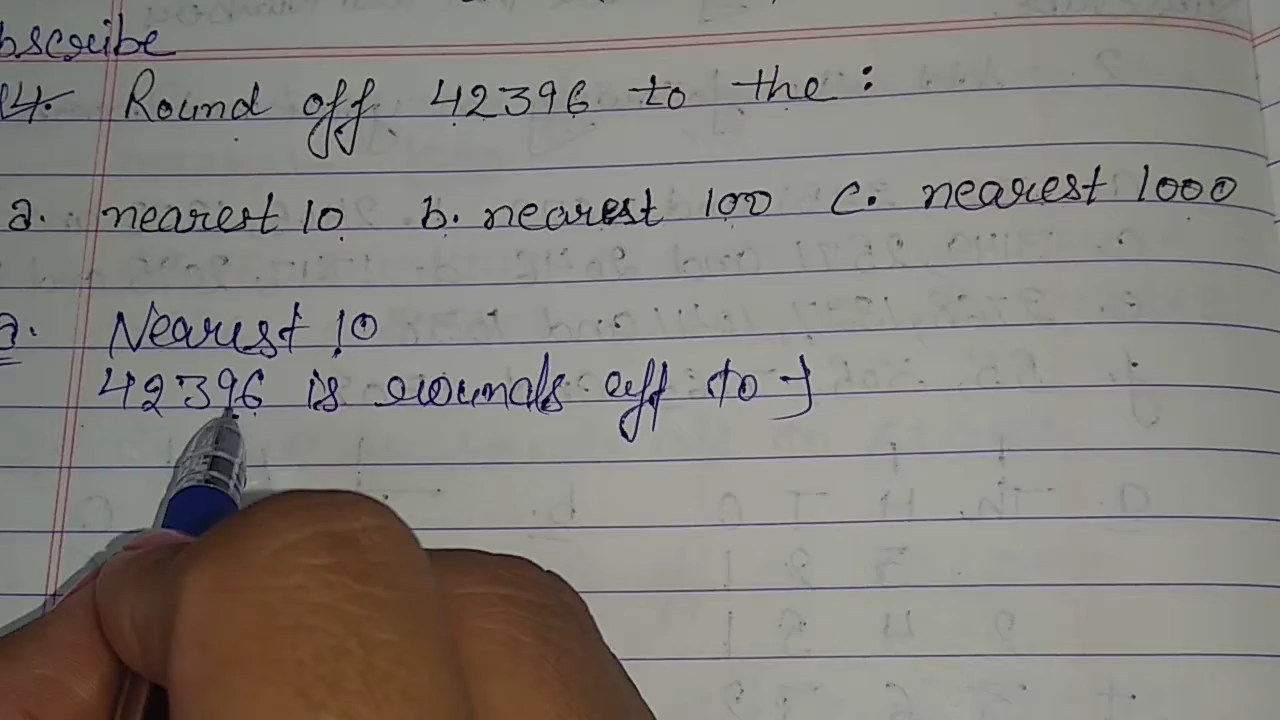 bscribe
14. Round off 42396 to the :
a. nearest 10 b. nearest 100 c. nearest 1000
a. Nearest 10
42396 is rounds off to